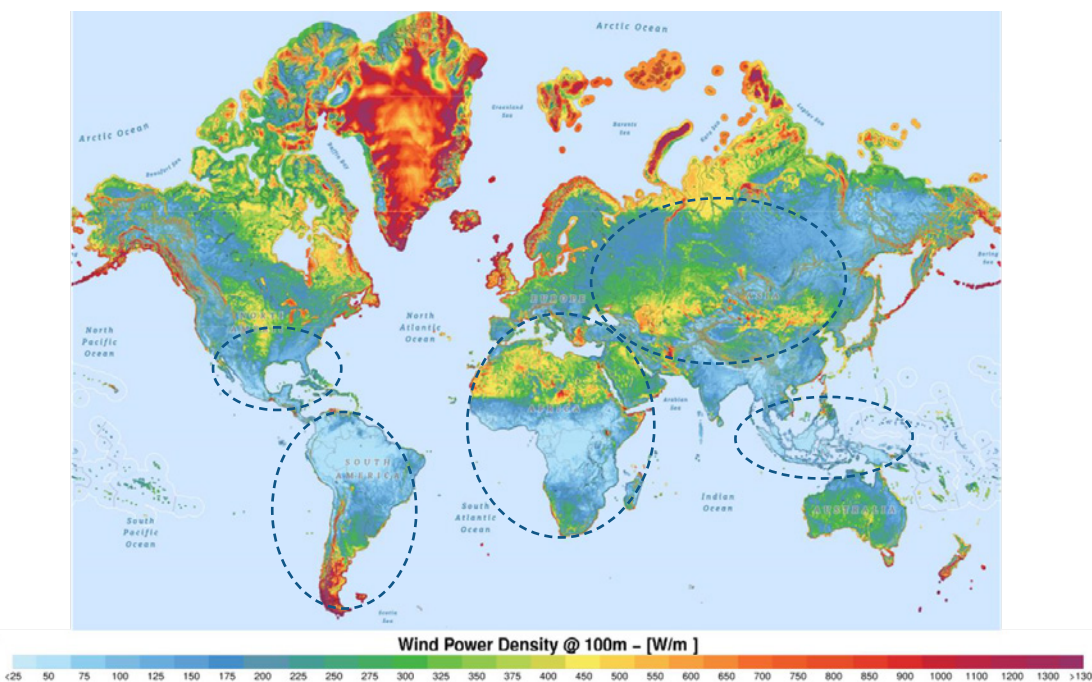 Arctic Ocean
Arctic Ocean
Greenland
Sea
Barents
Sea
Kara Sea
Laptev Sea
Beaufort Sea
Baffin Bay
Bering
Sea
EUROPE
ASIA
North
Pacific
Ocean
North
Atlantic
Ocean
AFRICA
Arabian
Sea
SOUTH
AMERICA
South
Pacific
Ocean
South
Atlantic
Ocean
Indian
Ocean
AUSTRALIA
Scotia
Sea
Wind Power Density @ 100m – [W/m ]
<25 50 75 100 125 150 175 200 225 250 275 300 325 350 375 400 450 500 550 600 650 700 750 800 850 900 1000 1100 1200 1300